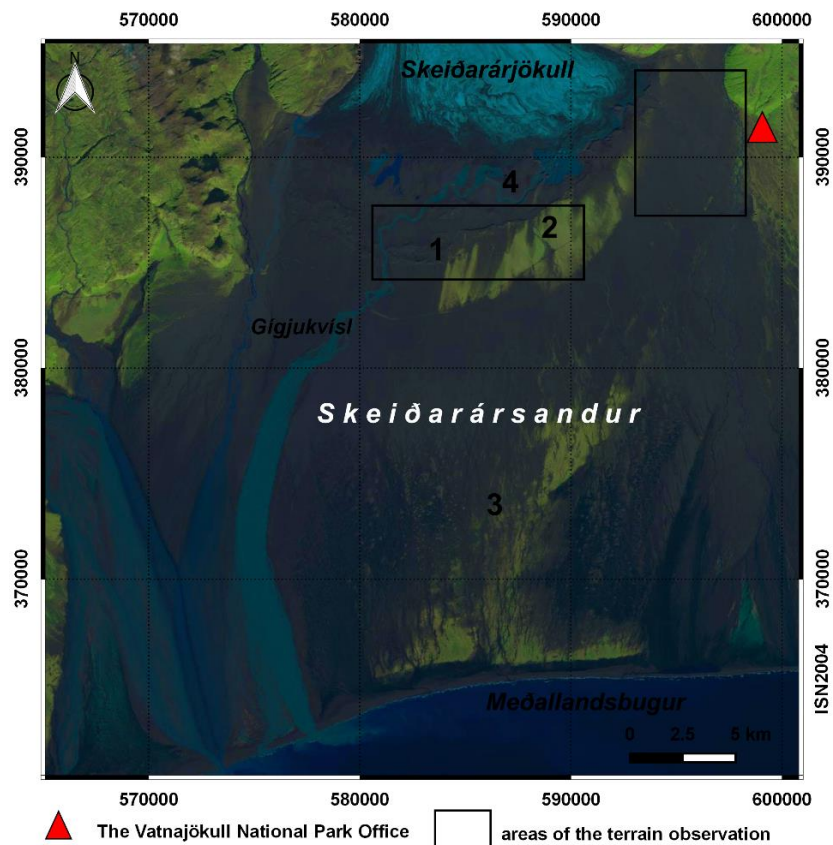 570000 580000 590000 600000
N
Skeiðarárjökull
390000
390000
4
2
1
Gígjukvísl
380000
380000
Skeiðarársandur
3
370000
370000
ISN2004
Meðallandsbugur
0 2.5 5 km
570000 580000 590000 600000
The Vatnajökull National Park Office areas of the terrain observation